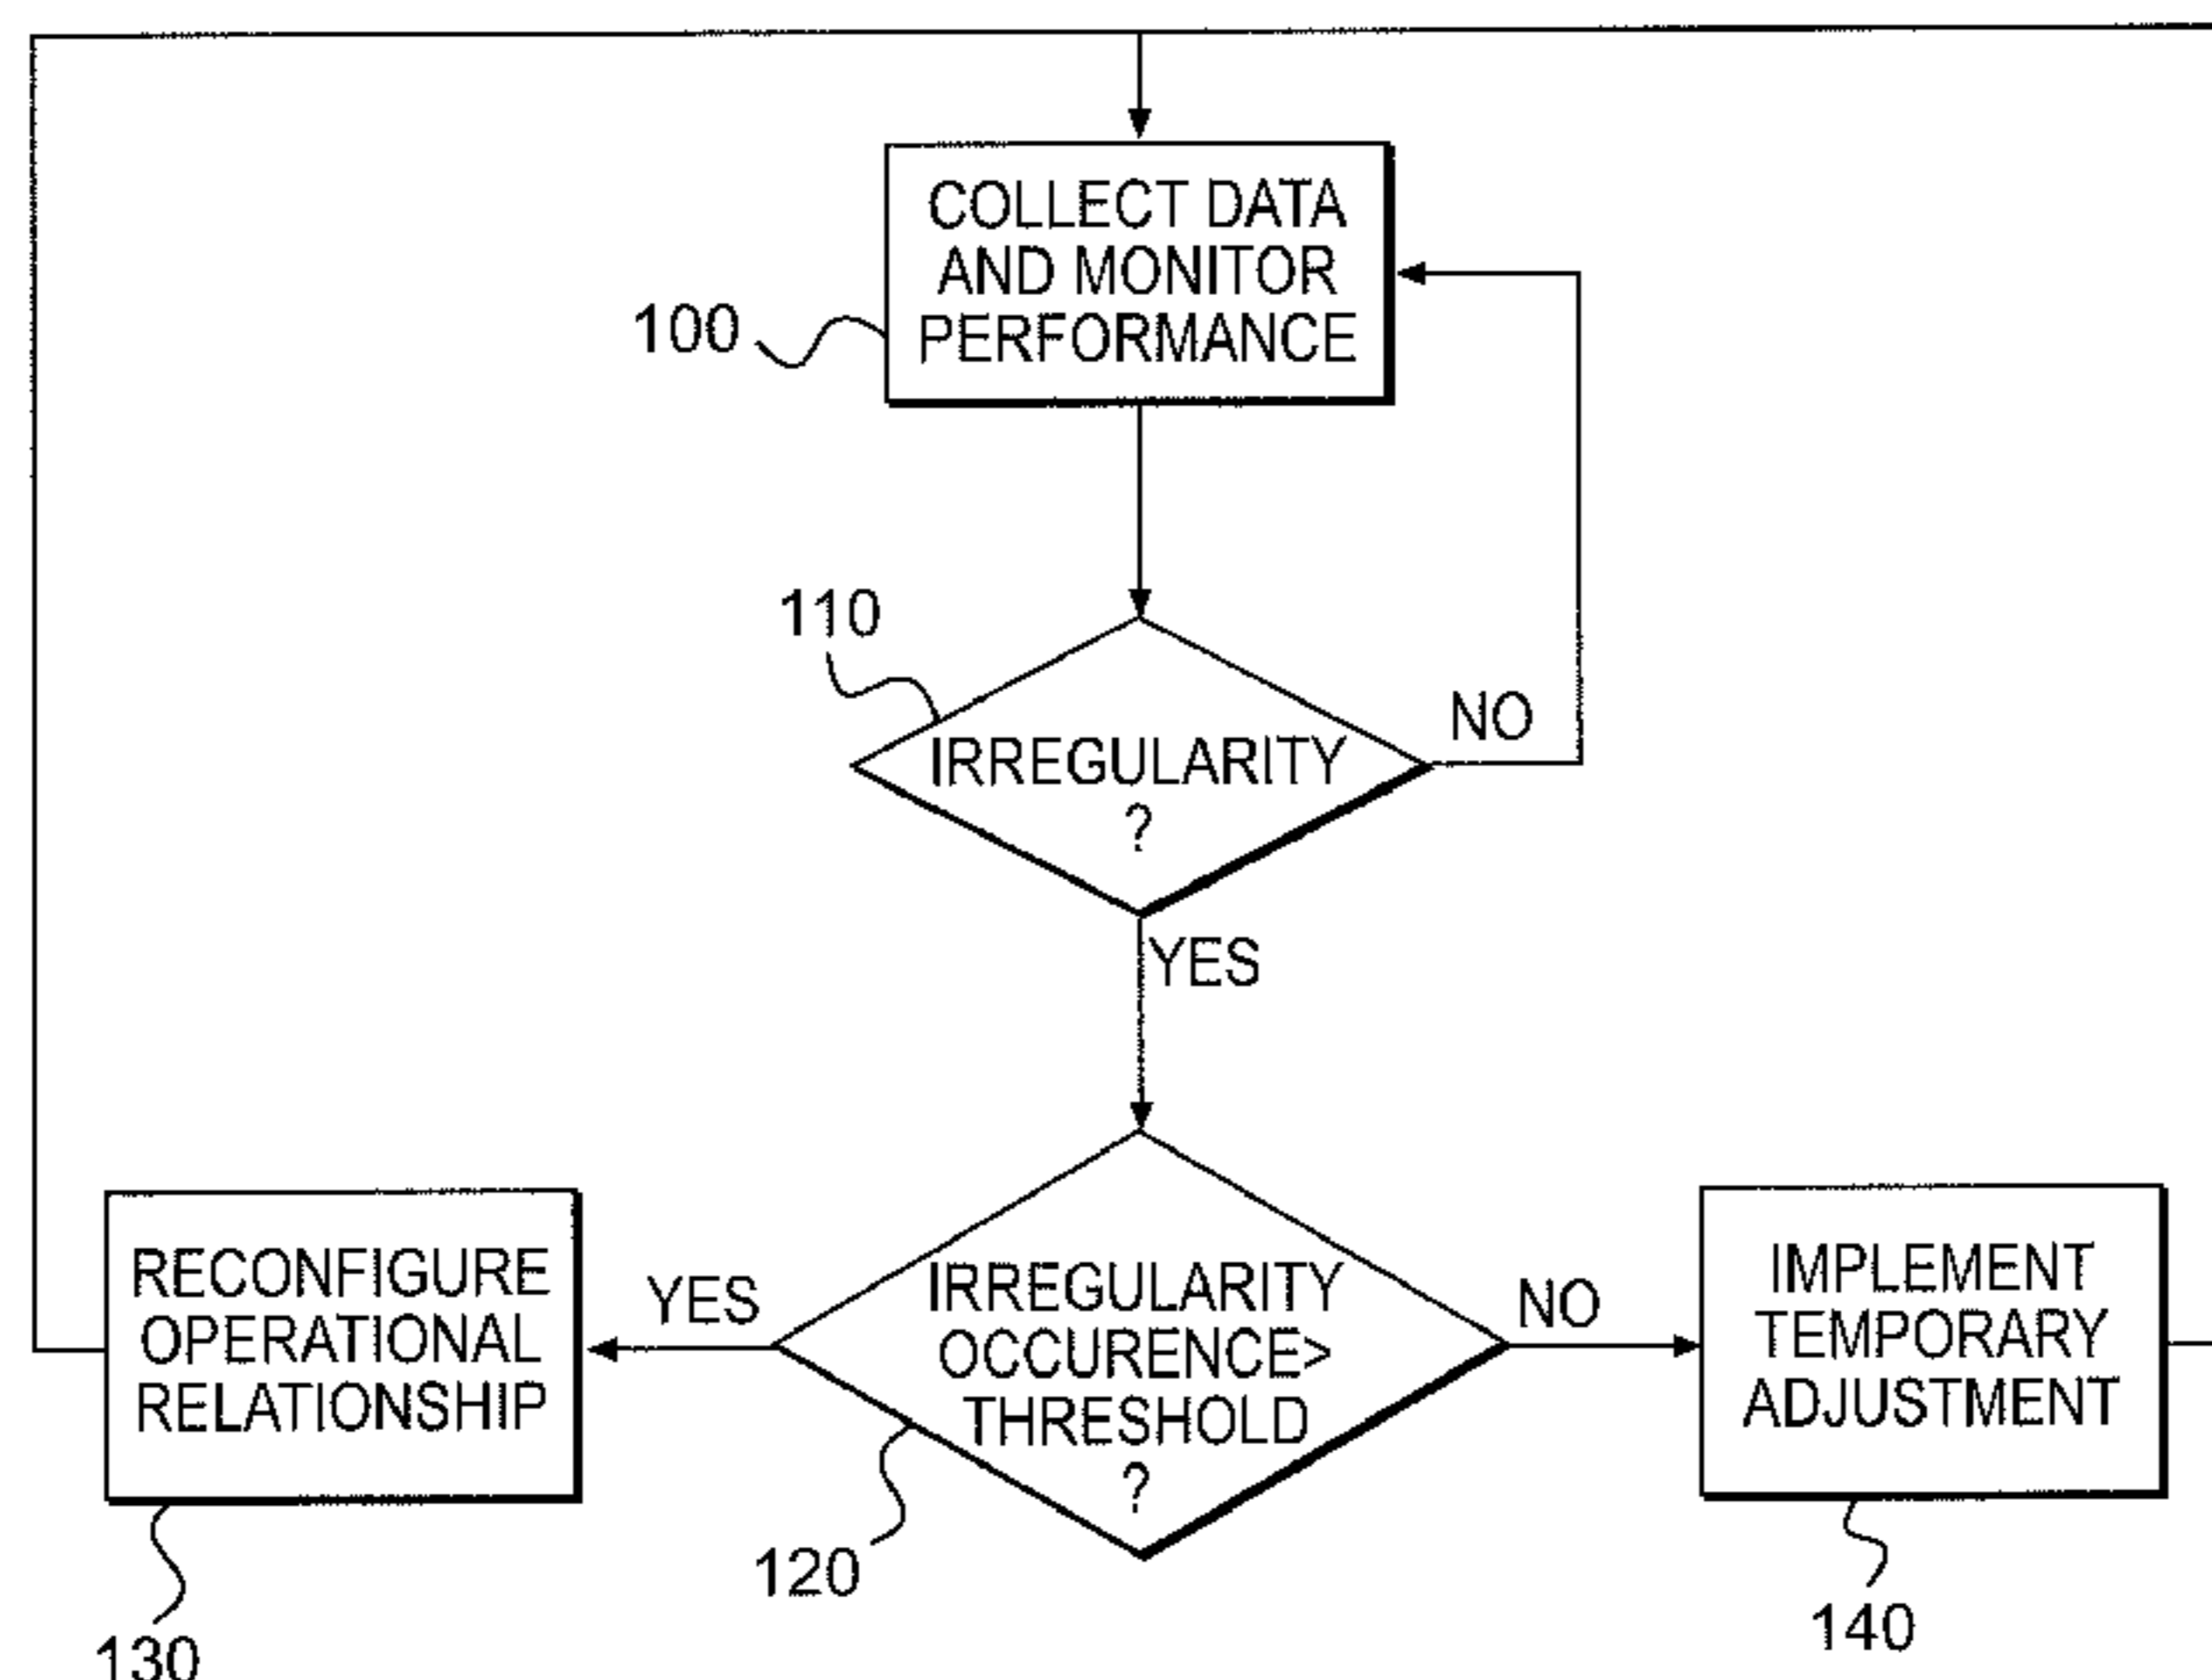 COLLECT DATA
AND MONITOR
PERFORMANCE
100
110
IRREGULARITY
?
NO
YES
RECONFIGURE
OPERATIONAL
RELATIONSHIP
YES
IRREGULARITY
OCCURENCE>
THRESHOLD
?
NO
IMPLEMENT
TEMPORARY
ADJUSTMENT
120
130
140